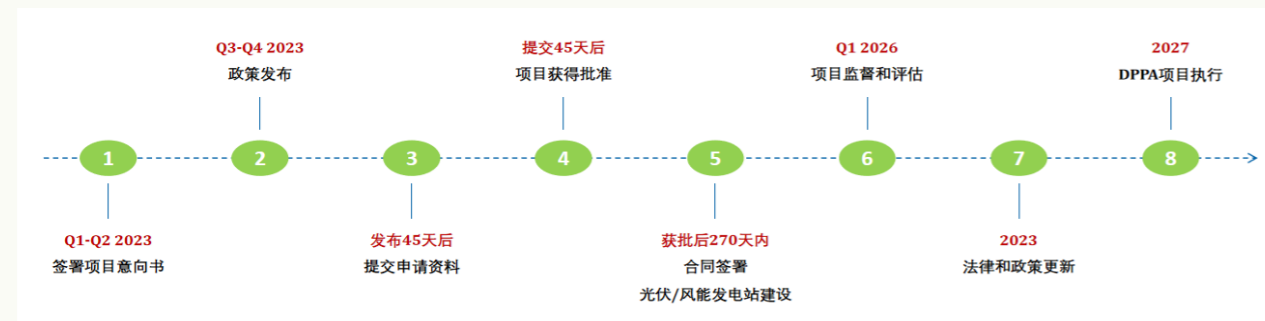 Q3-Q4 2023
政策发布
提交45天后
项目获得批准
Q1 2026
项目监督和评估
2027
DPPA项目执行
1
2
3
4
5
6
7
8
Q1-Q2 2023
签署项目意向书
发布45天后
提交申请资料
获批后270天内
合同签署
光伏/风能发电站建设
2023
法律和政策更新